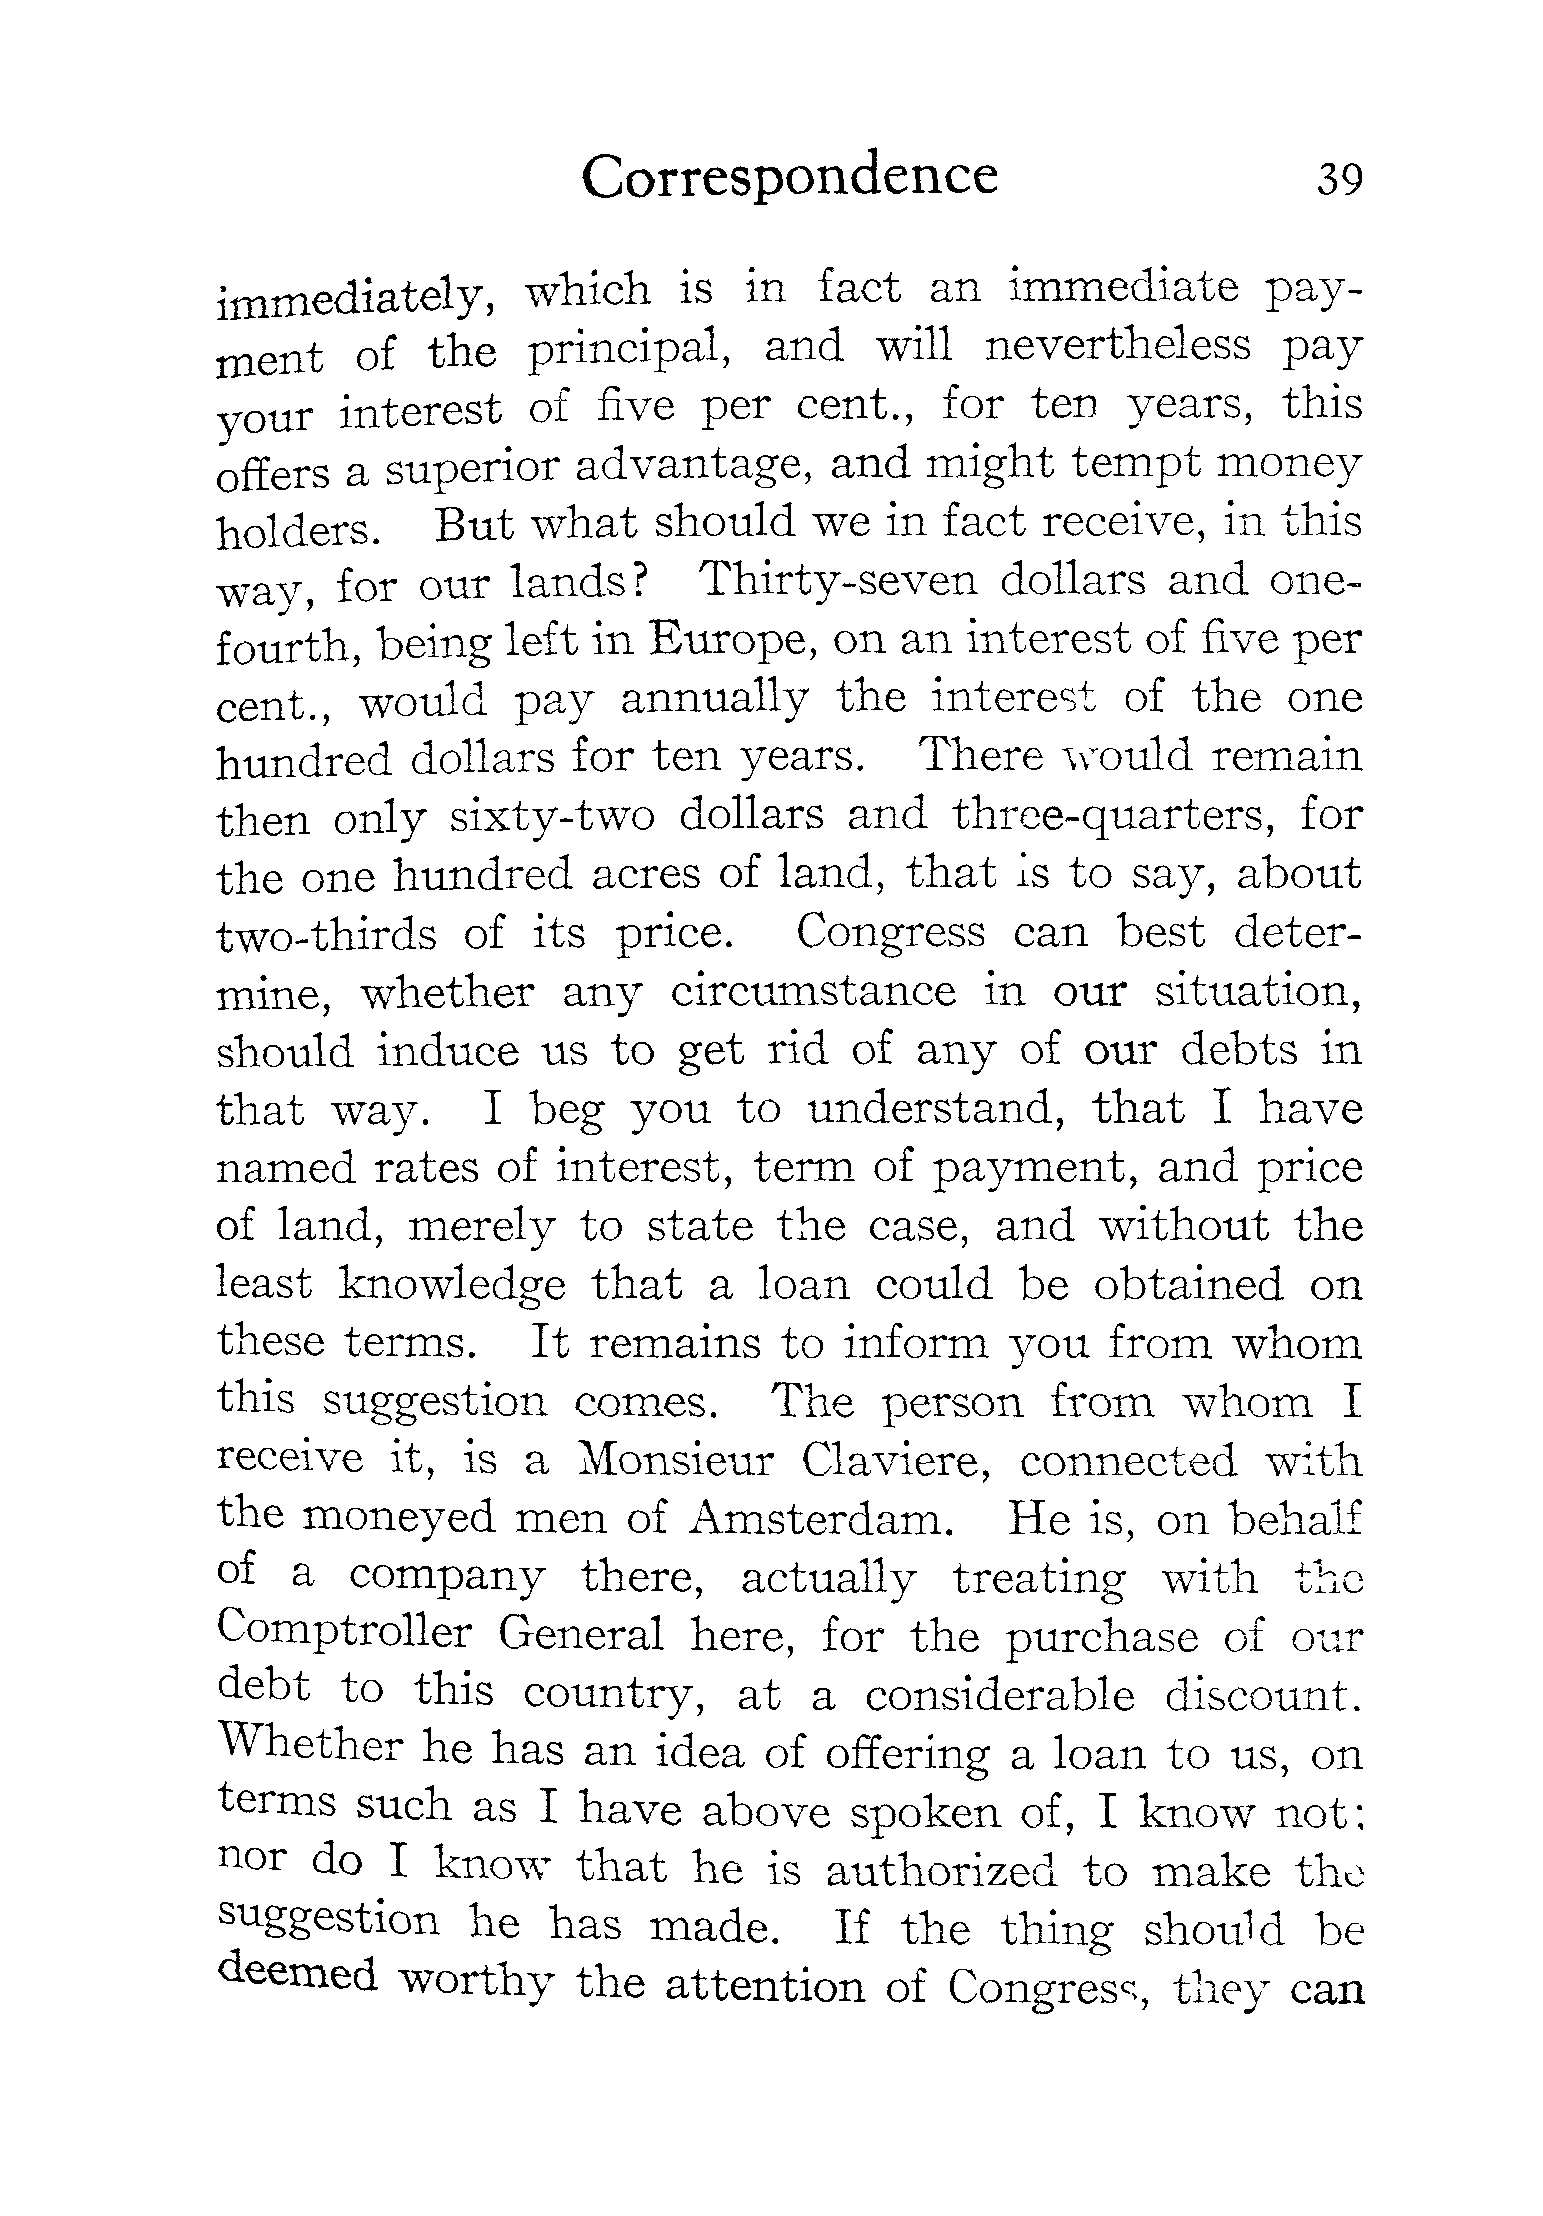 Correspondence 39
immediately, which is in fact an immediate pay-
ment of the principal, and will nevertheless pay
your interest of five per cent., for ten years, this
offers a superior advantage, and might tempt money
holders. But what should we in fact receive, in this
way, for our lands? Thirty-seven dollars and one-
fourth, being left in Europe, on an interest of five per
cent., would pay annually the interest of the one
hundred dollars for ten years. There would remain
then only sixty-two dollars and three-quarters, for
the one hundred acres of land, that is to say, about
two-thirds of its price. Congress can best deter-
mine, whether any circumstance in our situation,
should induce us to get rid of any of our debts in
that way. I beg you to understand, that I have
named rates of interest, term of payment, and price
of land, merely to state the case, and without the
least knowledge that a loan could be obtained on
these terms. It remains to inform you from whom
this suggestion comes. The person from whom I
receive it, is a Monsieur Claviere, connected with
the moneyed men of Amsterdam. He is, on behalf
of a company there, actually treating with the
Comptroller General here, for the purchase of our
debt to this country, at a considerable discount.
Whether he has an idea of offering a loan to us, on
terms such as I have above spoken of, I know not;
nor do I know that he is authorized to make the
suggestion he has made. If the thing should be
deemed worthy the attention of Congress, they can